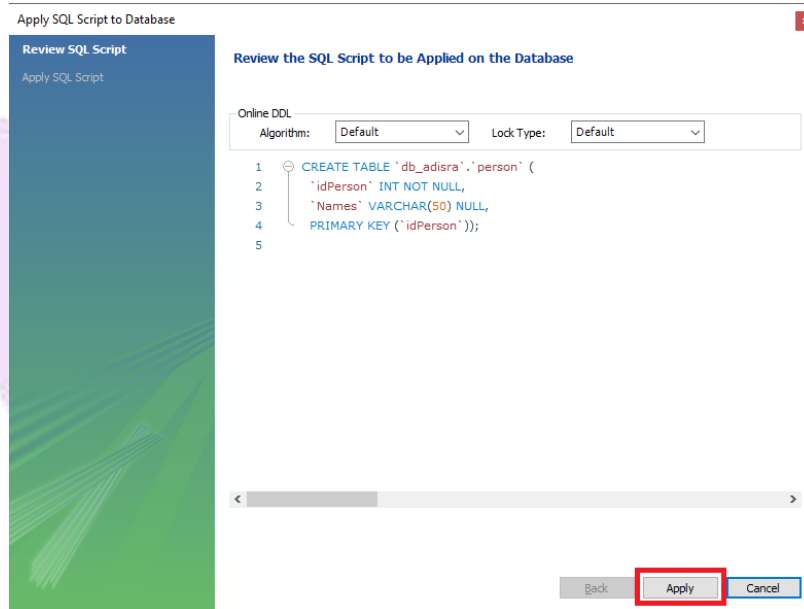 Apply SQL Script to Database
Review SQL Script
Apply SQL Script
Review the SQL Script to be Applied on the Database
Online DDL
Algorithm: Default Lock Type: Default
1 CREATE TABLE `db_adisra`.`person` (
2 `idPerson` INT NOT NULL,
3 `Names` VARCHAR(50) NULL,
4 PRIMARY KEY (`idPerson`));
5
Back Apply Cancel